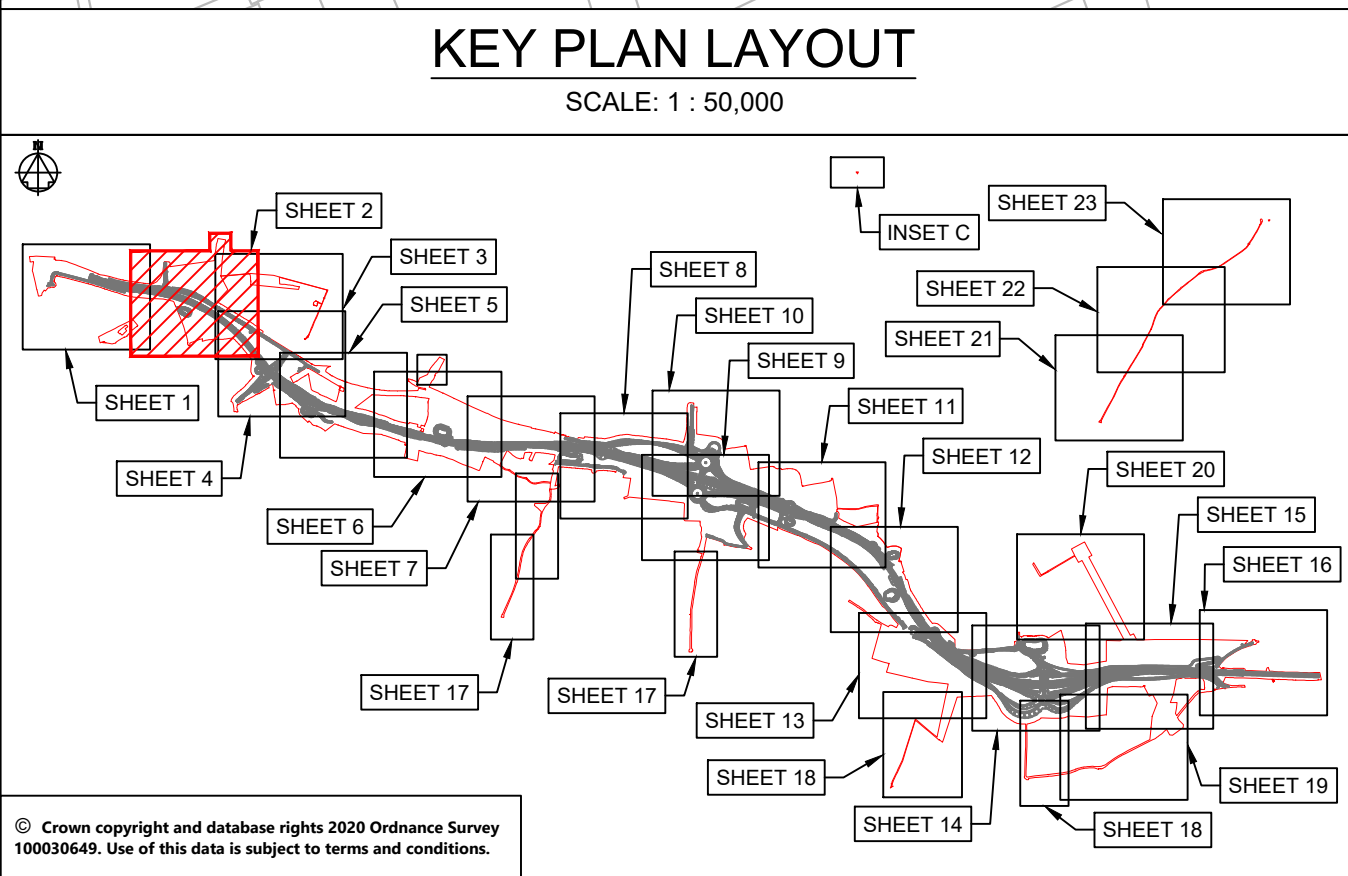 KEY PLAN LAYOUT
SCALE: 1 : 50,000
N
SHEET 2
SHEET 23
INSET C
SHEET 3
SHEET 8
SHEET 22
SHEET 5
SHEET 10
SHEET 21
SHEET 9
SHEET 1
SHEET 11
SHEET 12
SHEET 4
SHEET 20
SHEET 15
SHEET 6
SHEET 16
SHEET 7
SHEET 17
SHEET 17
SHEET 13
SHEET 18
SHEET 19
SHEET 14
SHEET 18
© Crown copyright and database rights 2020 Ordnance Survey
100030649. Use of this data is subject to terms and conditions.